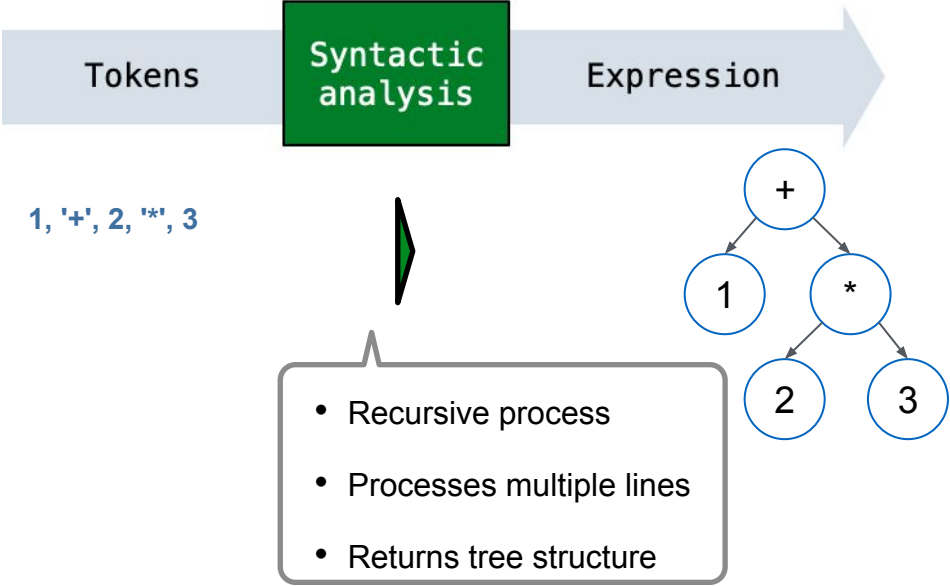 Tokens
Syntactic
analysis
Expression
1, '+', 2, '*', 3
+
1
*
2
3
• Recursive process
• Processes multiple lines
• Returns tree structure